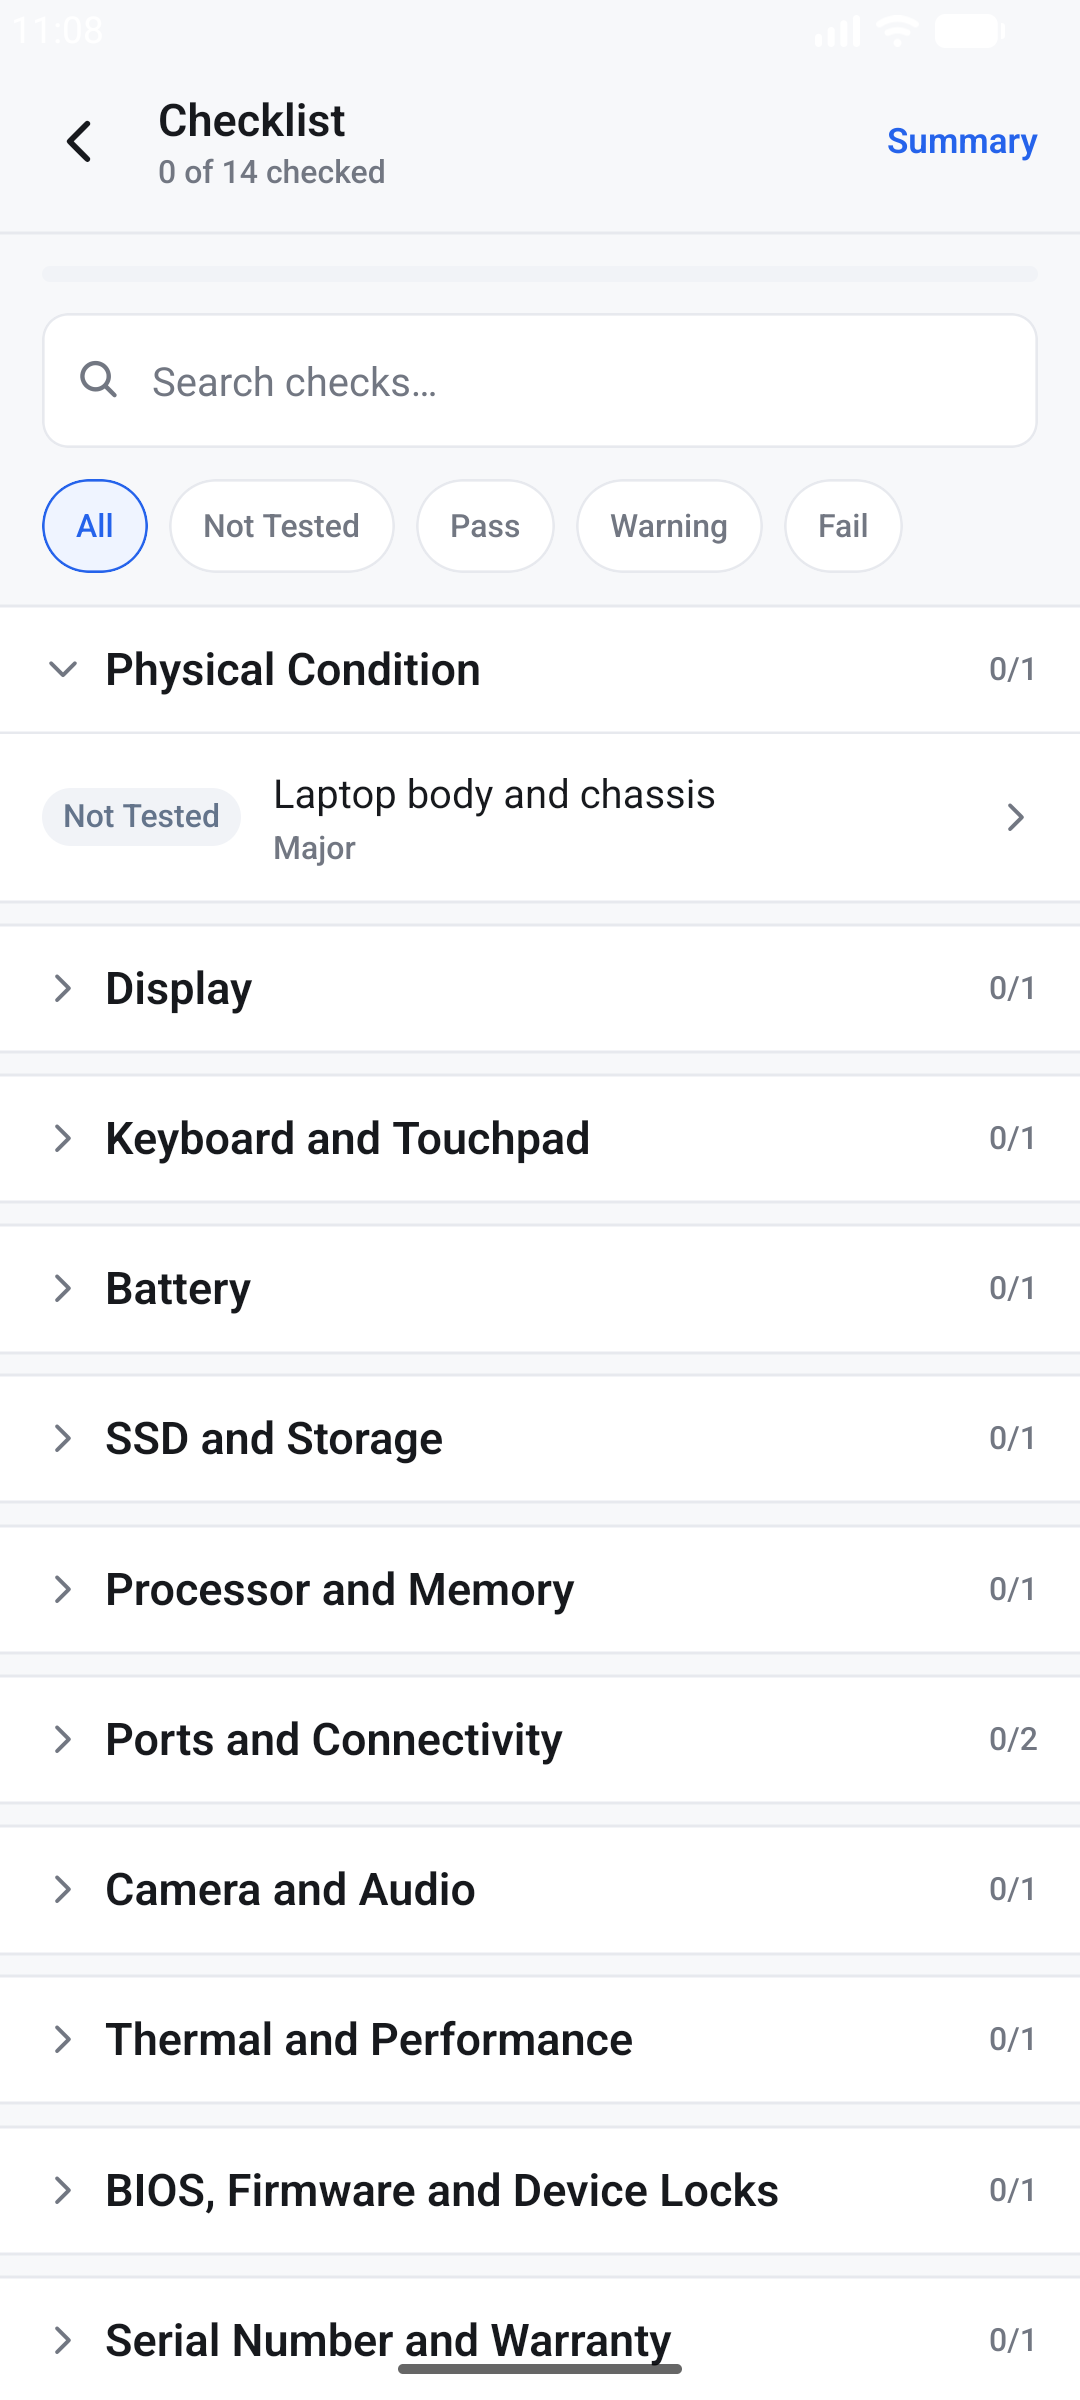 11:08
Checklist
0 of 14 checked
Summary
Search checks...
All
Not Tested
Pass
Warning
Fail
Physical Condition
0/1
Not Tested
Laptop body and chassis
Major
Display
0/1
Keyboard and Touchpad
0/1
Battery
0/1
SSD and Storage
0/1
Processor and Memory
0/1
Ports and Connectivity
0/2
Camera and Audio
0/1
Thermal and Performance
0/1
BIOS, Firmware and Device Locks
0/1
Serial Number and Warranty
0/1